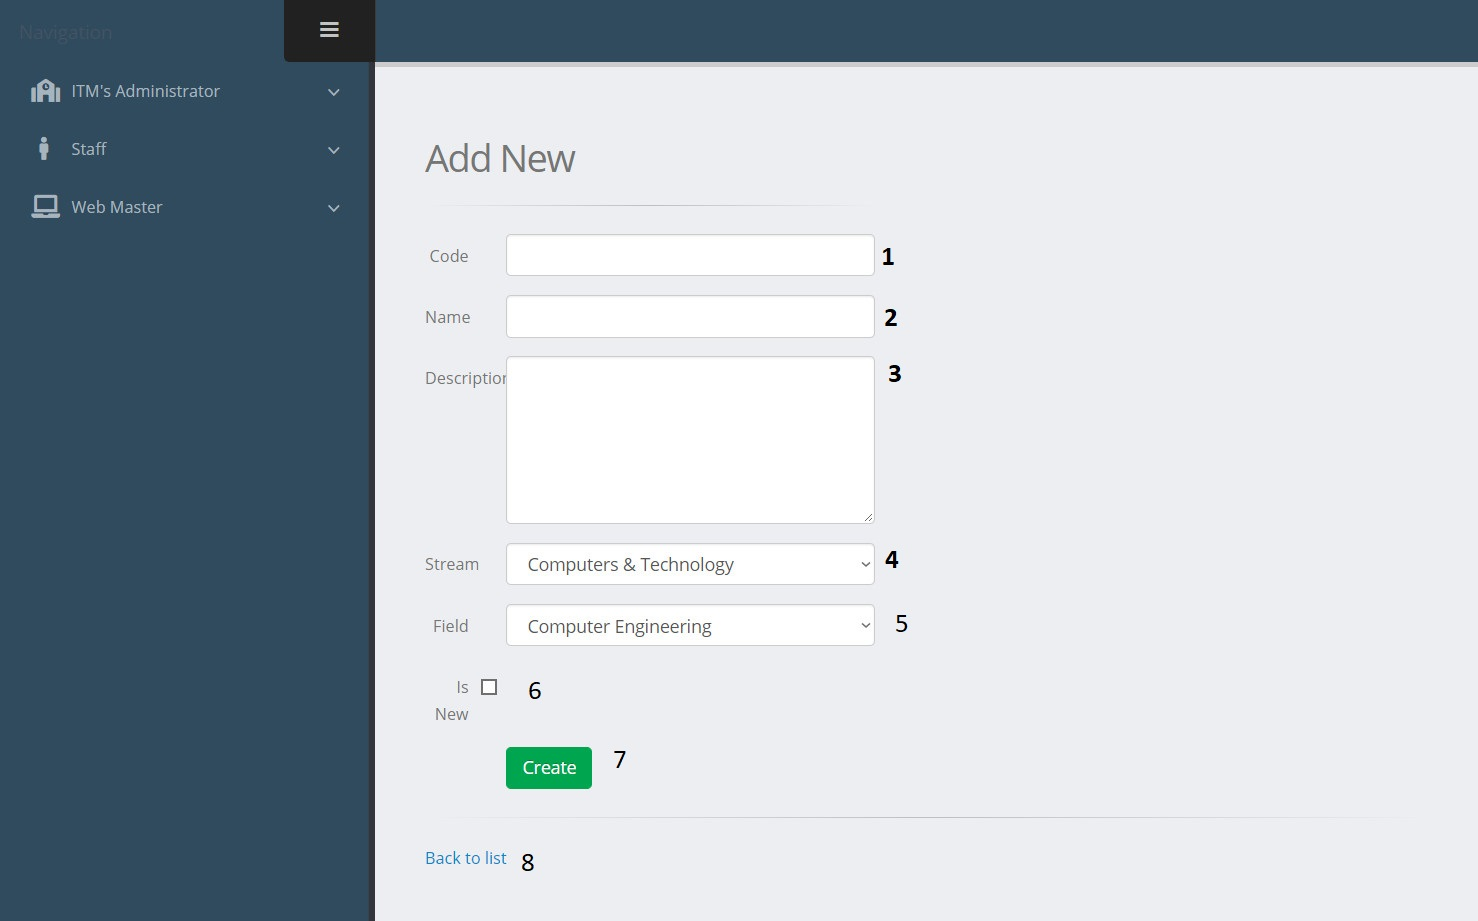 Navigation
ITM's Administrator
Staff
Web Master
Add New
Code 1
Name 2
Description 3
Stream Computers & Technology 4
Field Computer Engineering 5
Is 6
New
Create 7
Back to list 8